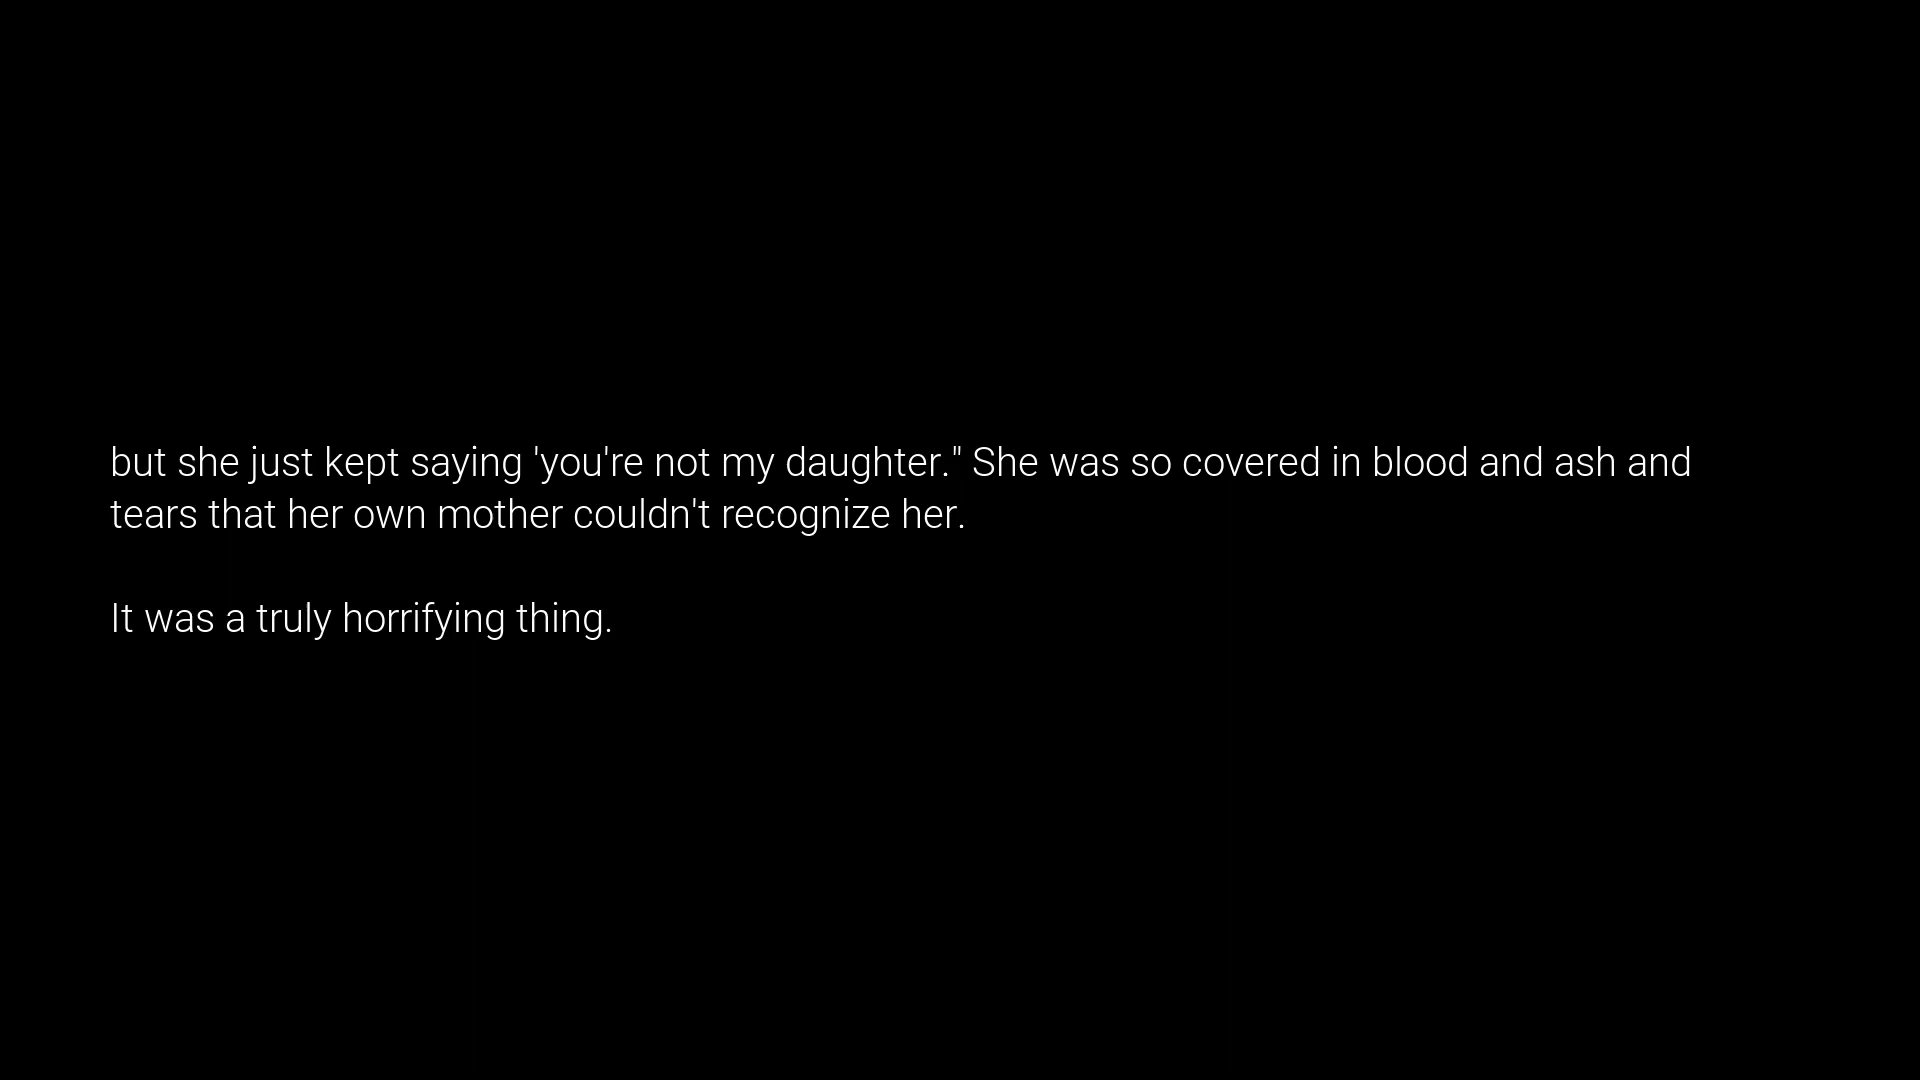 but she just kept saying 'you're not my daughter." She was so covered in blood and ash and
tears that her own mother couldn't recognize her.
It was a truly horrifying thing.